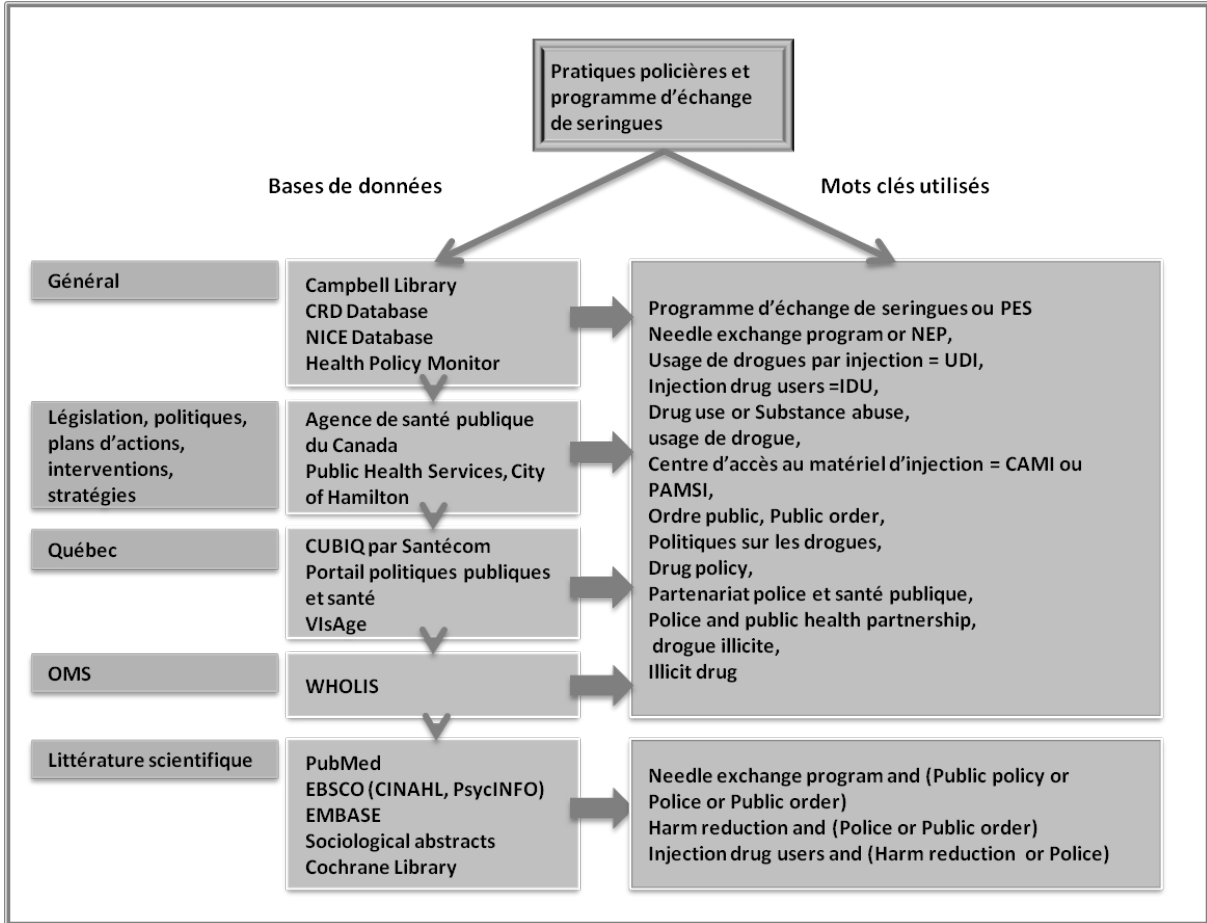 Pratiques policières et
programme d'échange
de seringues
Bases de données
Mots clés utilisés
Général
Campbell Library
CRD Database
NICE Database
Health Policy Monitor
Législation, politiques,
plans d'actions,
interventions,
stratégies
Agence de santé publique
du Canada
Public Health Services, City
of Hamilton
Québec
CUBIQ par Santécom
Portail politiques publiques
et santé
VIsAge
OMS
WHOLIS
Programme d'échange de seringues ou PES
Needle exchange program or NEP,
Usage de drogues par injection = UDI,
Injection drug users =IDU,
Drug use or Substance abuse,
usage de drogue,
Centre d'accès au matériel d'injection = CAMI ou
PAMSI,
Ordre public, Public order,
Politiques sur les drogues,
Drug policy,
Partenariat police et santé publique,
Police and public health partnership,
drogue illicite,
Illicit drug
Littérature scientifique
PubMed
EBSCO (CINAHL, PsycINFO)
EMBASE
Sociological abstracts
Cochrane Library
Needle exchange program and (Public policy or
Police or Public order)
Harm reduction and (Police or Public order)
Injection drug users and (Harm reduction or Police)